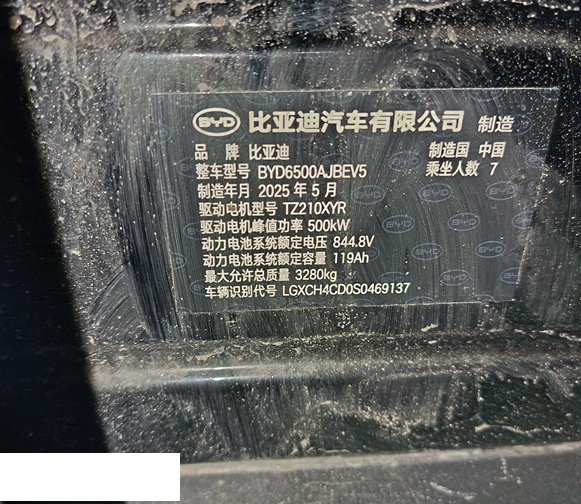 BYD 比亚迪汽车有限公司 制造
品 牌 比亚迪 制造国 中国
整车型号 BYD6500AJBEV5 乘坐人数 7
制造年月 2025 年 5 月
驱动电机型号 TZ210XYR
驱动电机峰值功率 500kW
动力电池系统额定电压 844.8V
动力电池系统额定容量 119Ah
最大允许总质量 3280kg
车辆识别代号 LGXCH4CD0S0469137